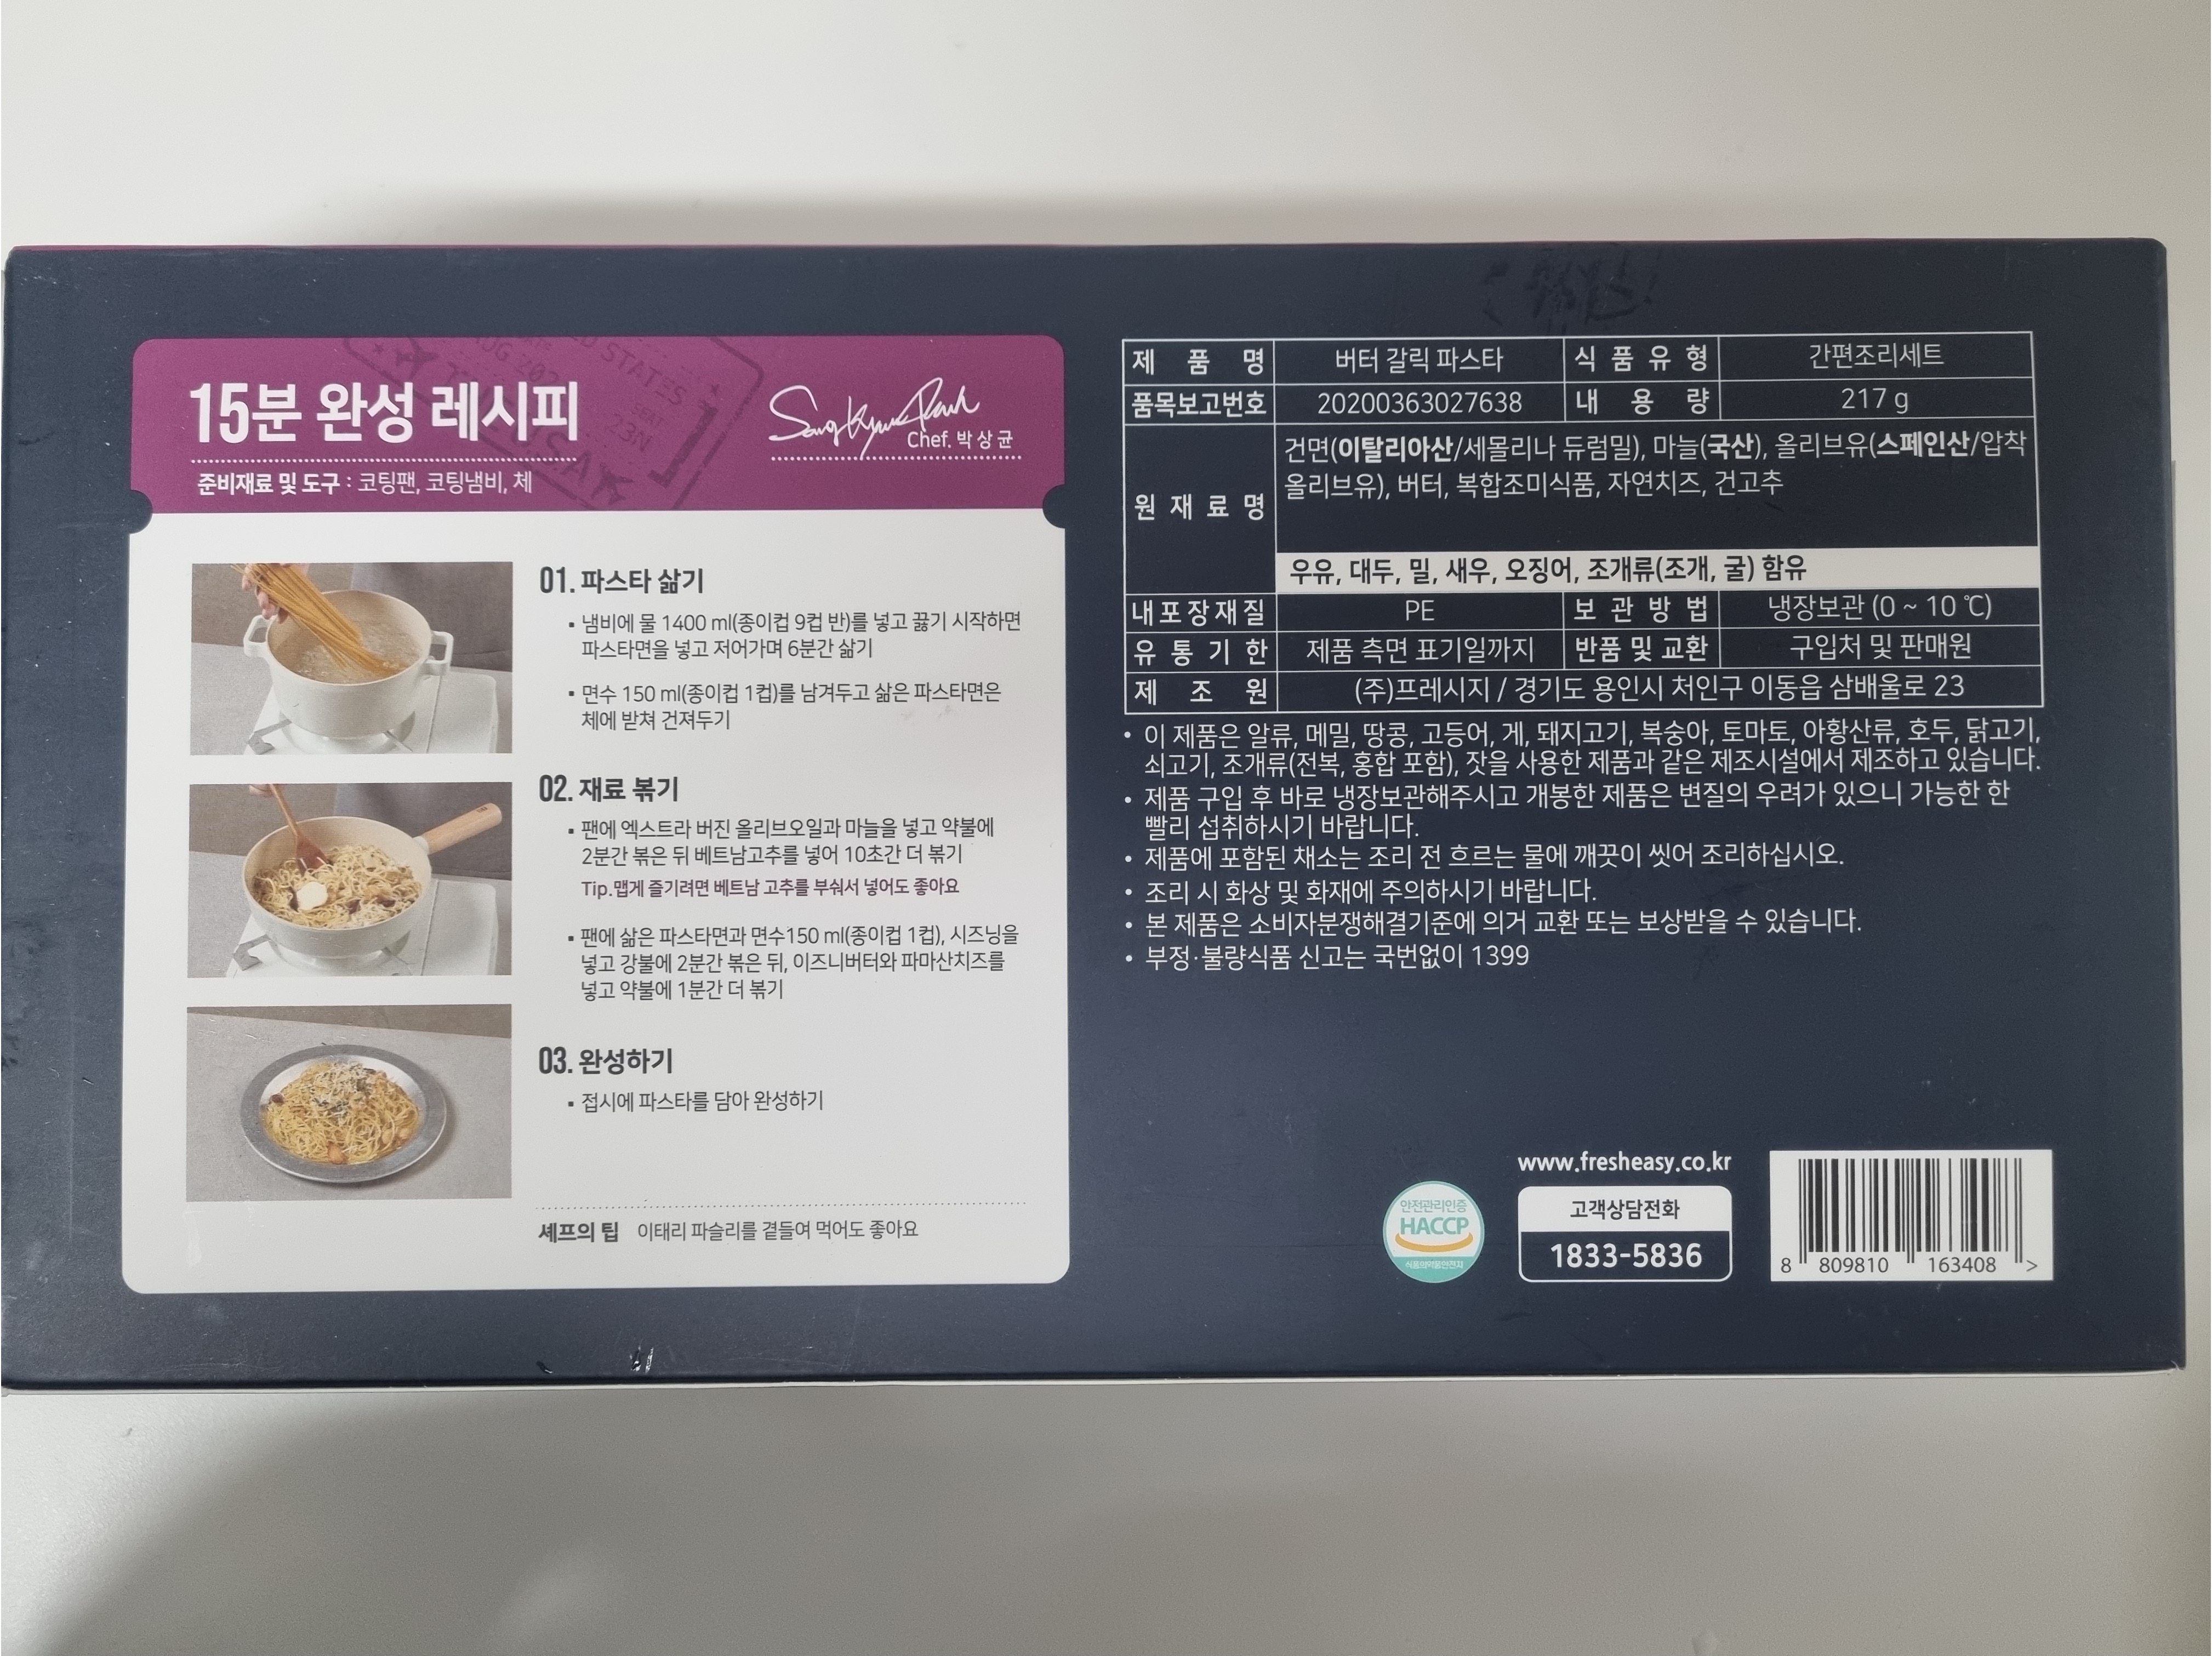 15분 완성 레시피
Chef. 박상균
준비재료 및 도구 : 코팅팬, 코팅냄비, 체
STATES
23N
U.S.A
01. 파스타 삶기
▪ 냄비에 물 1400 ml(종이컵 9컵 반)를 넣고 끓기 시작하면
파스타면을 넣고 저어가며 6분간 삶기
▪ 면수 150 ml(종이컵 1컵)를 남겨두고 삶은 파스타면은
체에 받쳐 건져두기
02. 재료 볶기
▪ 팬에 엑스트라 버진 올리브오일과 마늘을 넣고 약불에
2분간 볶은 뒤 베트남고추를 넣어 10초간 더 볶기
Tip.맵게 즐기려면 베트남 고추를 부숴서 넣어도 좋아요
▪ 팬에 삶은 파스타면과 면수150 ml(종이컵 1컵), 시즈닝을
넣고 강불에 2분간 볶은 뒤, 이즈니버터와 파마산치즈를
넣고 약불에 1분간 더 볶기
03. 완성하기
▪ 접시에 파스타를 담아 완성하기
셰프의 팁 이태리 파슬리를 곁들여 먹어도 좋아요
제 품 명 버터 갈릭 파스타 식 품 유 형 간편조리세트
품목보고번호 20200363027638 내 용 량 217 g
원 재 료 명
건면(이탈리아산/세몰리나 듀럼밀), 마늘(국산), 올리브유(스페인산/압착
올리브유), 버터, 복합조미식품, 자연치즈, 건고추
우유, 대두, 밀, 새우, 오징어, 조개류(조개, 굴) 함유
내포장재질 PE 보 관 방 법 냉장보관 (0 ~ 10 ℃)
유 통 기 한 제품 측면 표기일까지 반품 및 교환 구입처 및 판매원
제 조 원 (주)프레시지 / 경기도 용인시 처인구 이동읍 삼배울로 23
• 이 제품은 알류, 메밀, 땅콩, 고등어, 게, 돼지고기, 복숭아, 토마토, 아황산류, 호두, 닭고기,
쇠고기, 조개류(전복, 홍합 포함), 잣을 사용한 제품과 같은 제조시설에서 제조하고 있습니다.
• 제품 구입 후 바로 냉장보관해주시고 개봉한 제품은 변질의 우려가 있으니 가능한 한
빨리 섭취하시기 바랍니다.
• 제품에 포함된 채소는 조리 전 흐르는 물에 깨끗이 씻어 조리하십시오.
• 조리 시 화상 및 화재에 주의하시기 바랍니다.
• 본 제품은 소비자분쟁해결기준에 의거 교환 또는 보상받을 수 있습니다.
• 부정·불량식품 신고는 국번없이 1399
www.fresheasy.co.kr
안전관리인증
HACCP
식품의약품안전처
고객상담전화
1833-5836
8 809810 163408 >